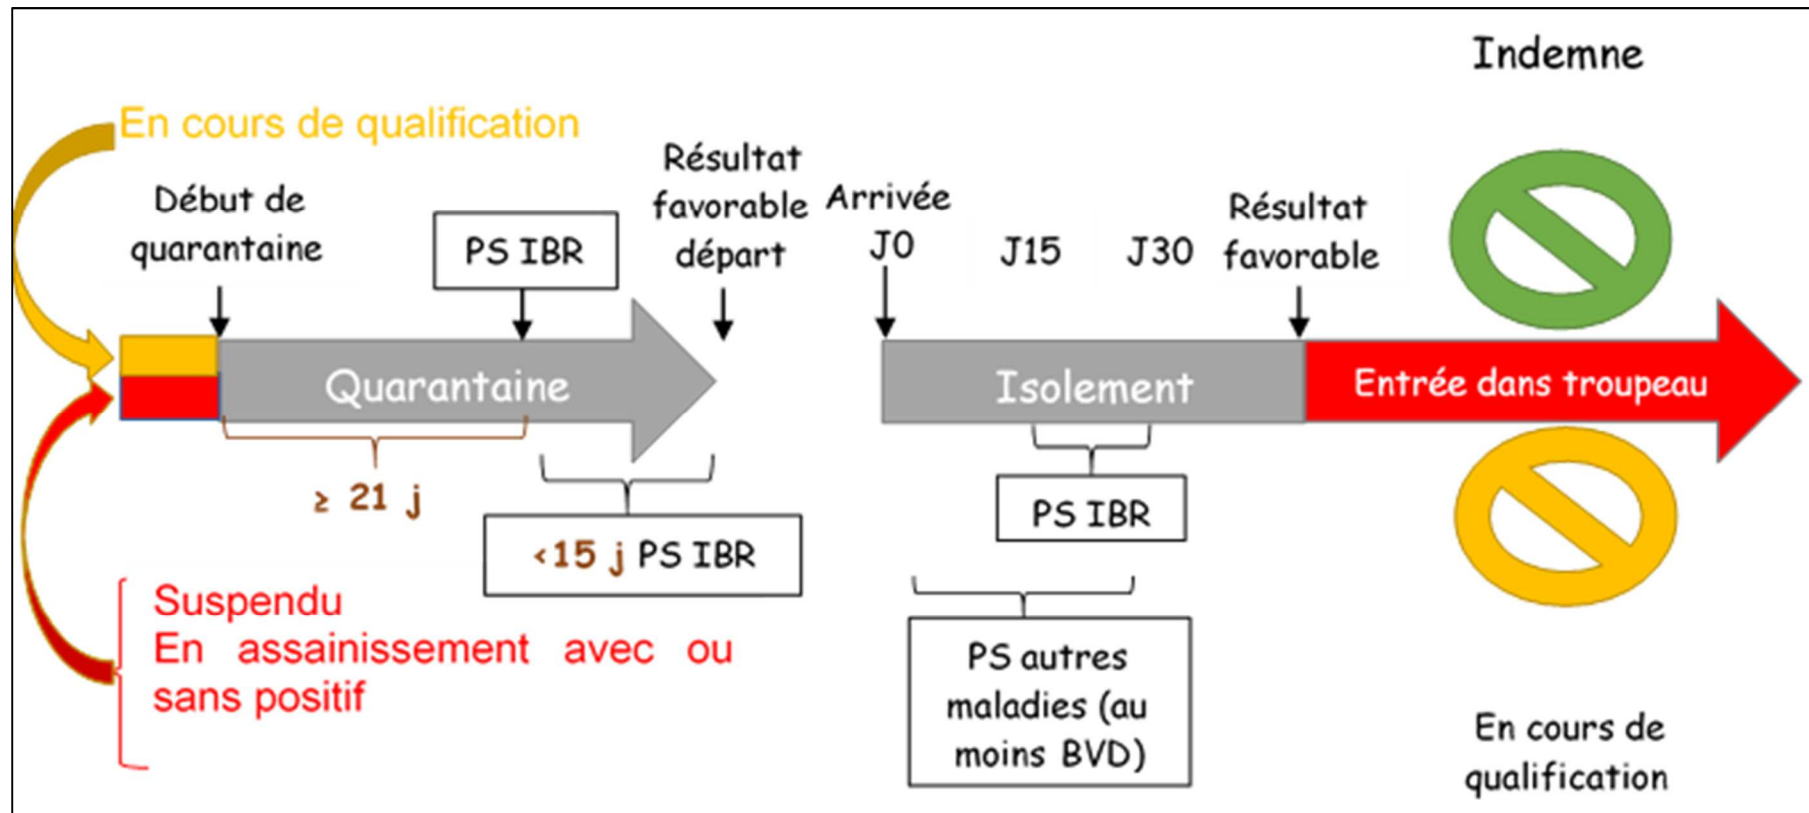 Indemne
En cours de qualification
Début de
quarantaine
PS IBR
Résultat
favorable
départ
Arrivée
J0
J15
J30
Résultat
favorable
Quarantaine
Isolement
Entrée dans troupeau
≥ 21 j
<15 j PS IBR
PS IBR
Suspendu
En assainissement avec ou
sans positif
PS autres
maladies (au
moins BVD)
En cours de
qualification